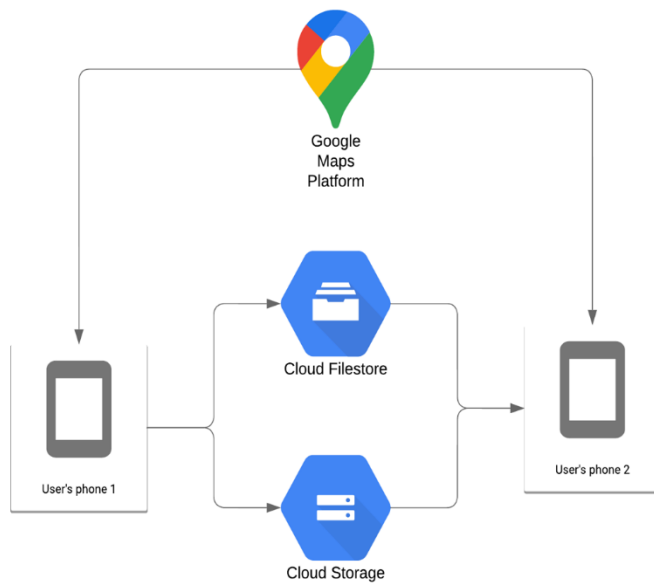 Google
Maps
Platform
Cloud Filestore
User's phone 1
User's phone 2
Cloud Storage